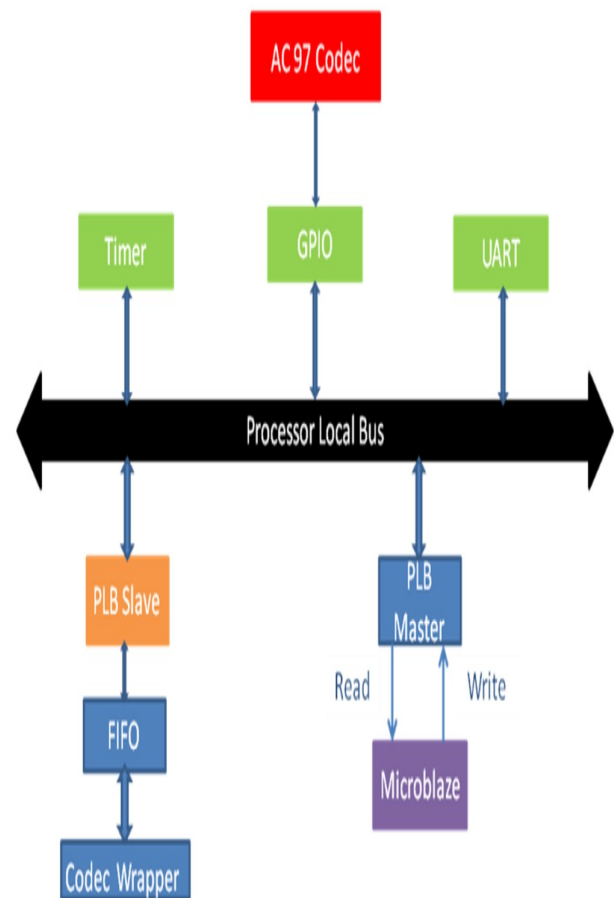 AC 97 Codec
Timer
GPIO
UART
Processor Local Bus
PLB Slave
PLB
Master
Read
Write
FIFO
Microblaze
Codec Wrapper